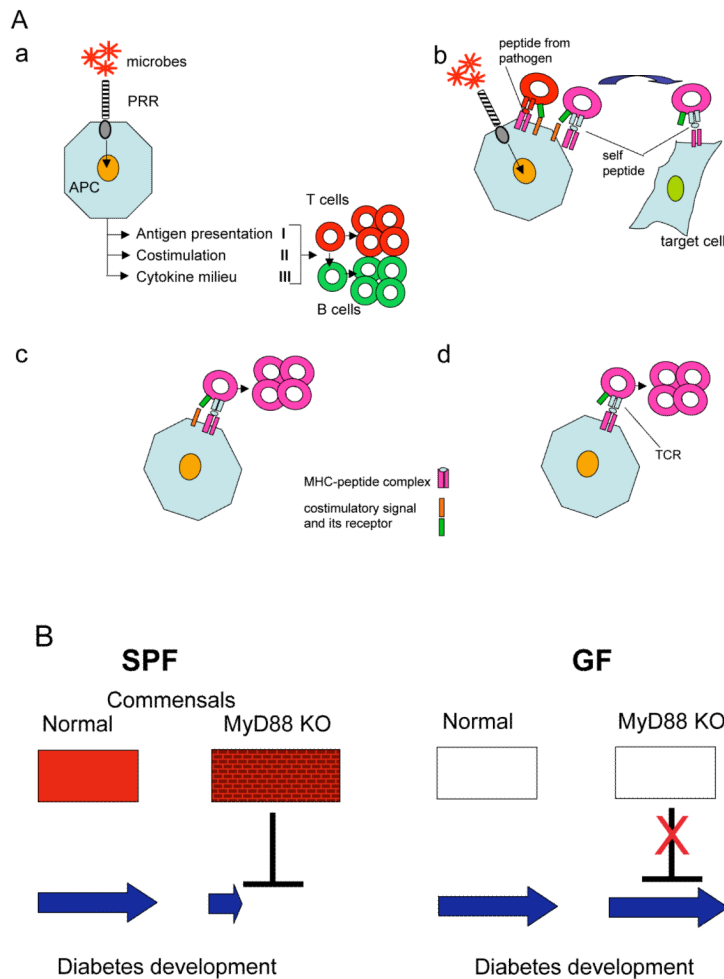 A
a
microbes
PRR
APC
T cells
Antigen presentation I
Costimulation II
Cytokine milieu III
B cells
b
peptide from
pathogen
self
peptide
target cell
c
d
TCR
MHC-peptide complex
costimulatory signal
and its receptor
B
SPF
GF
Commensals
Normal
MyD88 KO
Normal
MyD88 KO
X
Diabetes development
Diabetes development